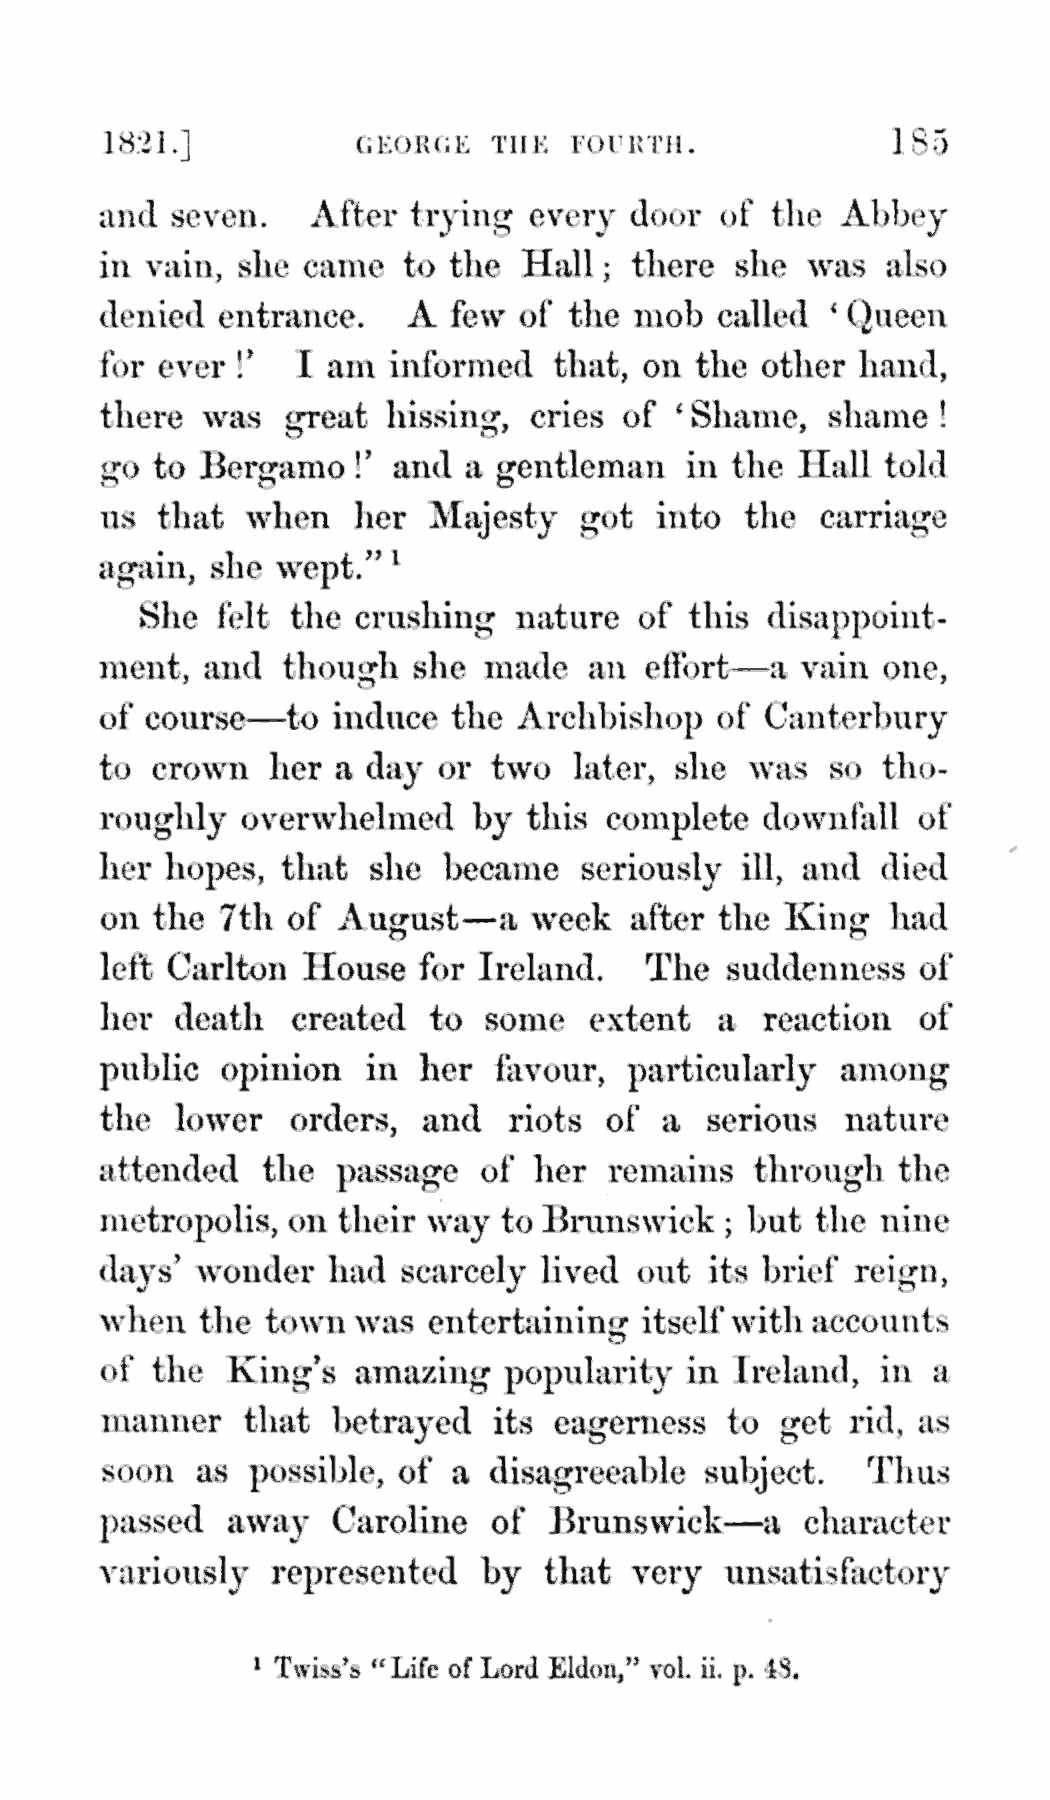 1821.] GEORGE THE FOURTH. 185
and seven. After trying every door of the Abbey
in vain, she came to the Hall; there she was also
denied entrance. A few of the mob called ‘Queen
for ever!’ I am informed that, on the other hand,
there was great hissing, cries of ‘Shame, shame!
go to Bergamo!’ and a gentleman in the Hall told
us that when her Majesty got into the carriage
again, she wept.” ¹
She felt the crushing nature of this disappoint-
ment, and though she made an effort—a vain one,
of course—to induce the Archbishop of Canterbury
to crown her a day or two later, she was so tho-
roughly overwhelmed by this complete downfall of
her hopes, that she became seriously ill, and died
on the 7th of August—a week after the King had
left Carlton House for Ireland. The suddenness of
her death created to some extent a reaction of
public opinion in her favour, particularly among
the lower orders, and riots of a serious nature
attended the passage of her remains through the
metropolis, on their way to Brunswick; but the nine
days’ wonder had scarcely lived out its brief reign,
when the town was entertaining itself with accounts
of the King’s amazing popularity in Ireland, in a
manner that betrayed its eagerness to get rid, as
soon as possible, of a disagreeable subject. Thus
passed away Caroline of Brunswick—a character
variously represented by that very unsatisfactory
¹ Twiss’s “Life of Lord Eldon,” vol. ii. p. 48.